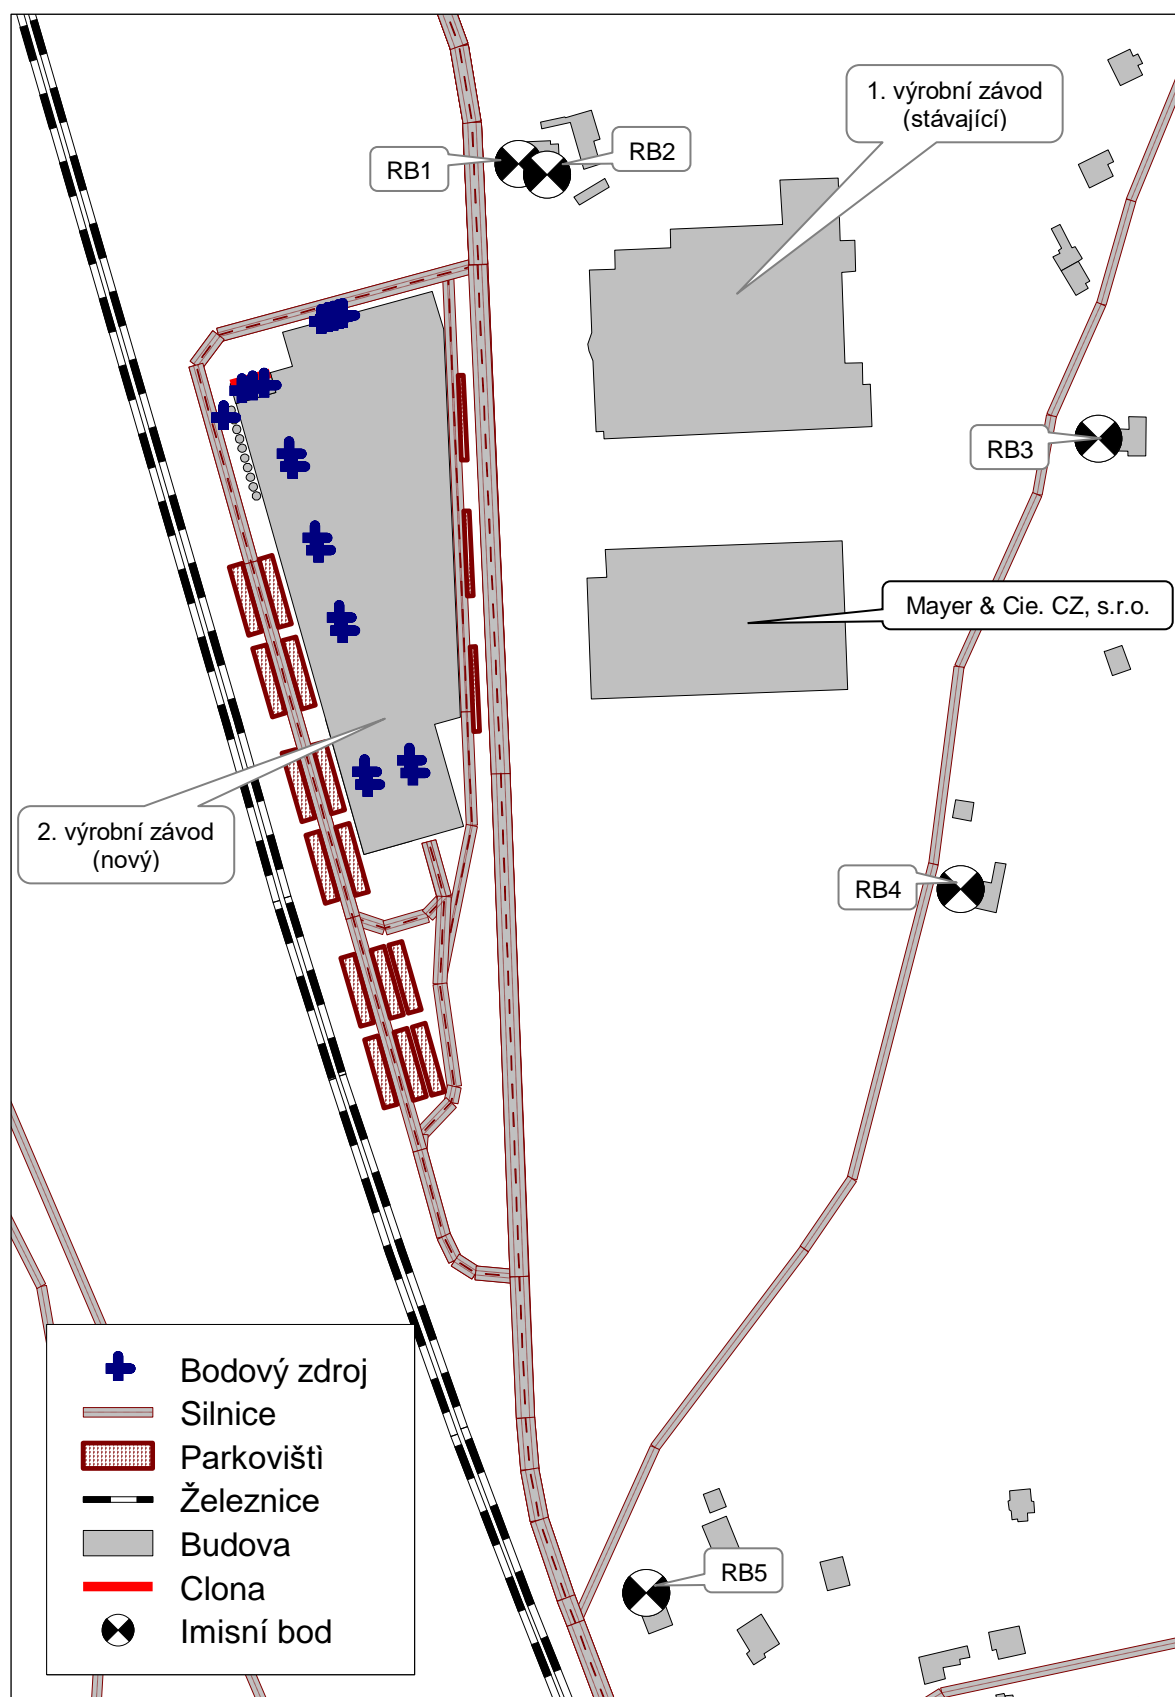 1. výrobní závod
(stávající)
RB1
RB2
RB3
Mayer & Cie. CZ, s.r.o.
2. výrobní závod
(nový)
RB4
RB5
Bodový zdroj
Silnice
Parkovištì
Železnice
Budova
Clona
Imisní bod